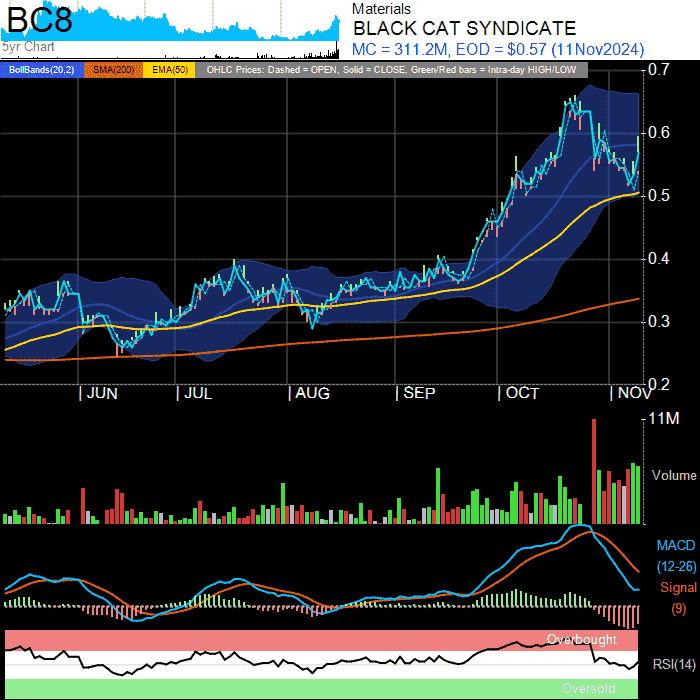 BC8
5yr Chart
Materials
BLACK CAT SYNDICATE
MC = 311.2M, EOD = $0.57 (11Nov2024)
BollBands(20,2) SMA(200) EMA(50) OHLC Prices: Dashed = OPEN, Solid = CLOSE, Green/Red bars = Intra-day HIGH/LOW
0.7
0.6
0.5
0.4
0.3
0.2
JUN JUL AUG SEP OCT NOV
11M
Volume
MACD
(12-26)
Signal
(9)
Overbought
RSI(14)
Oversold